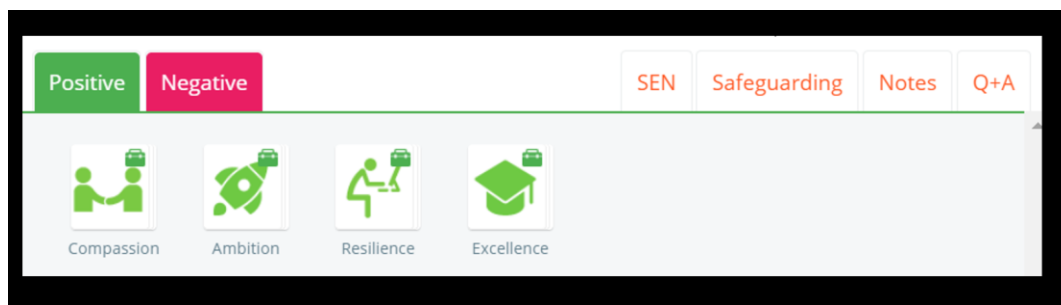 Positive Negative SEN Safeguarding Notes Q+A
Compassion Ambition Resilience Excellence